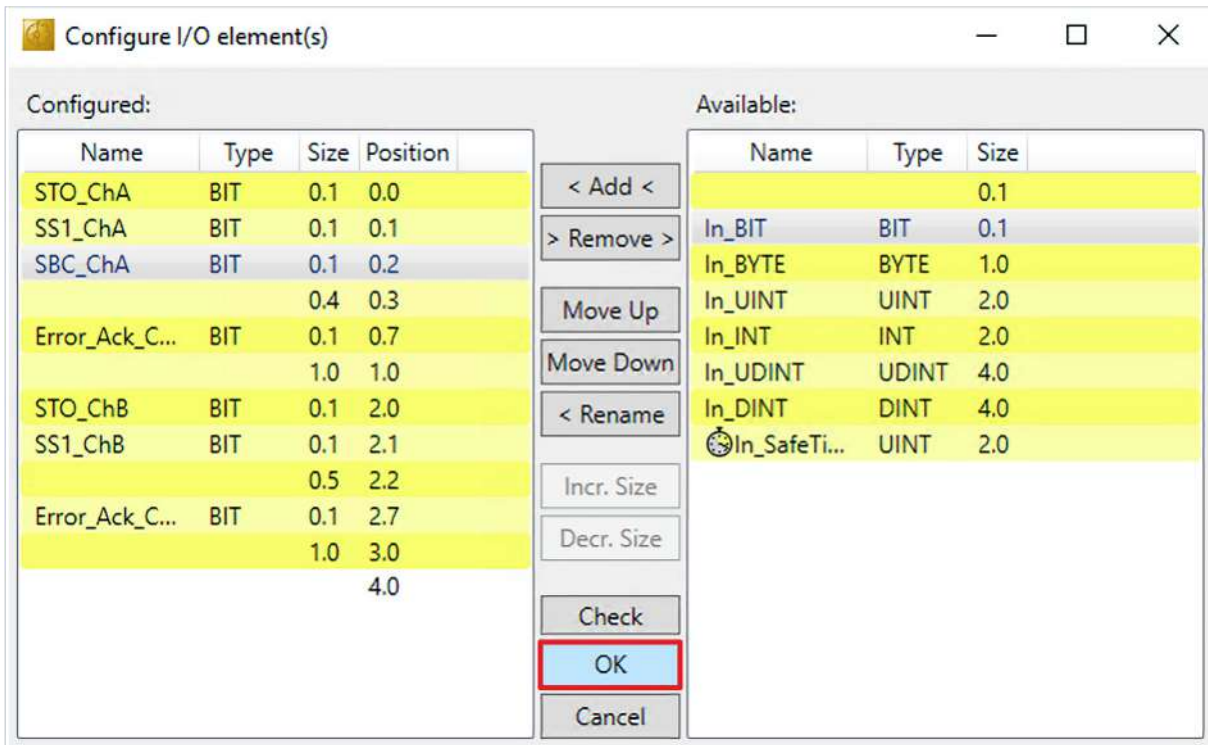 Configure I/O element(s)
Configured:
Name Type Size Position
STO_ChA BIT 0.1 0.0
SS1_ChA BIT 0.1 0.1
SBC_ChA BIT 0.1 0.2
0.4 0.3
Error_Ack_C... BIT 0.1 0.7
1.0 1.0
STO_ChB BIT 0.1 2.0
SS1_ChB BIT 0.1 2.1
0.5 2.2
Error_Ack_C... BIT 0.1 2.7
1.0 3.0
4.0
< Add <
> Remove >
Move Up
Move Down
< Rename
Incr. Size
Decr. Size
Check
OK
Cancel
Available:
Name Type Size
0.1
In_BIT BIT 0.1
In_BYTE BYTE 1.0
In_UINT UINT 2.0
In_INT INT 2.0
In_UDINT UDINT 4.0
In_DINT DINT 4.0
In_SafeTi... UINT 2.0